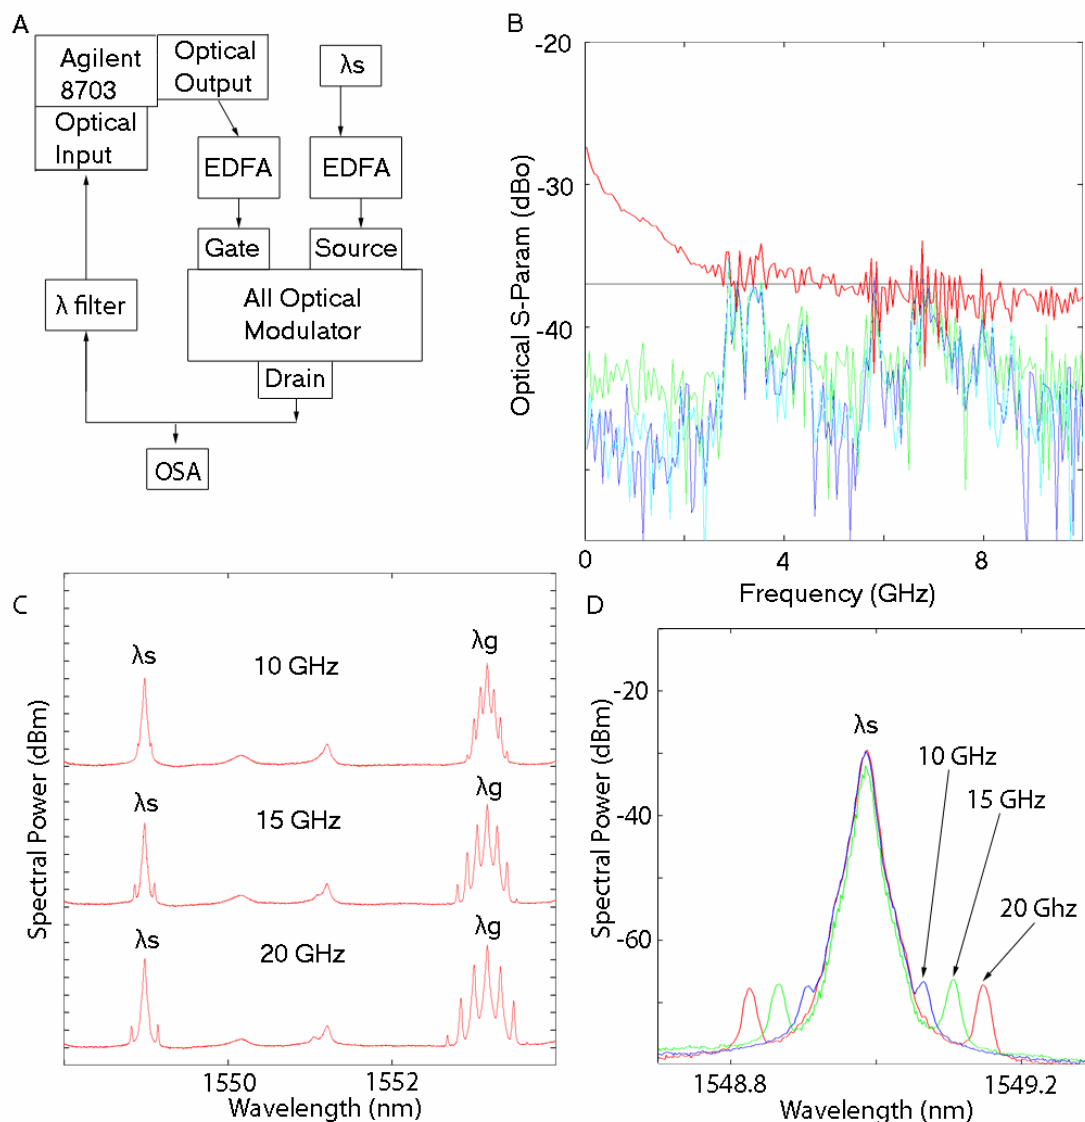 A
Agilent
8703
Optical
Output
λs
Optical
Input
EDFA
EDFA
Gate
Source
λ filter
All Optical
Modulator
Drain
OSA
B
-20
-30
-40
Optical S-Param (dBo)
0
4
8
Frequency (GHz)
C
λs
10 GHz
λg
λs
15 GHz
λg
λs
20 GHz
λg
Spectral Power (dBm)
1550
1552
Wavelength (nm)
D
-20
-40
-60
Spectral Power (dBm)
λs
10 GHz
15 GHz
20 Ghz
1548.8
1549.2
Wavelength (nm)